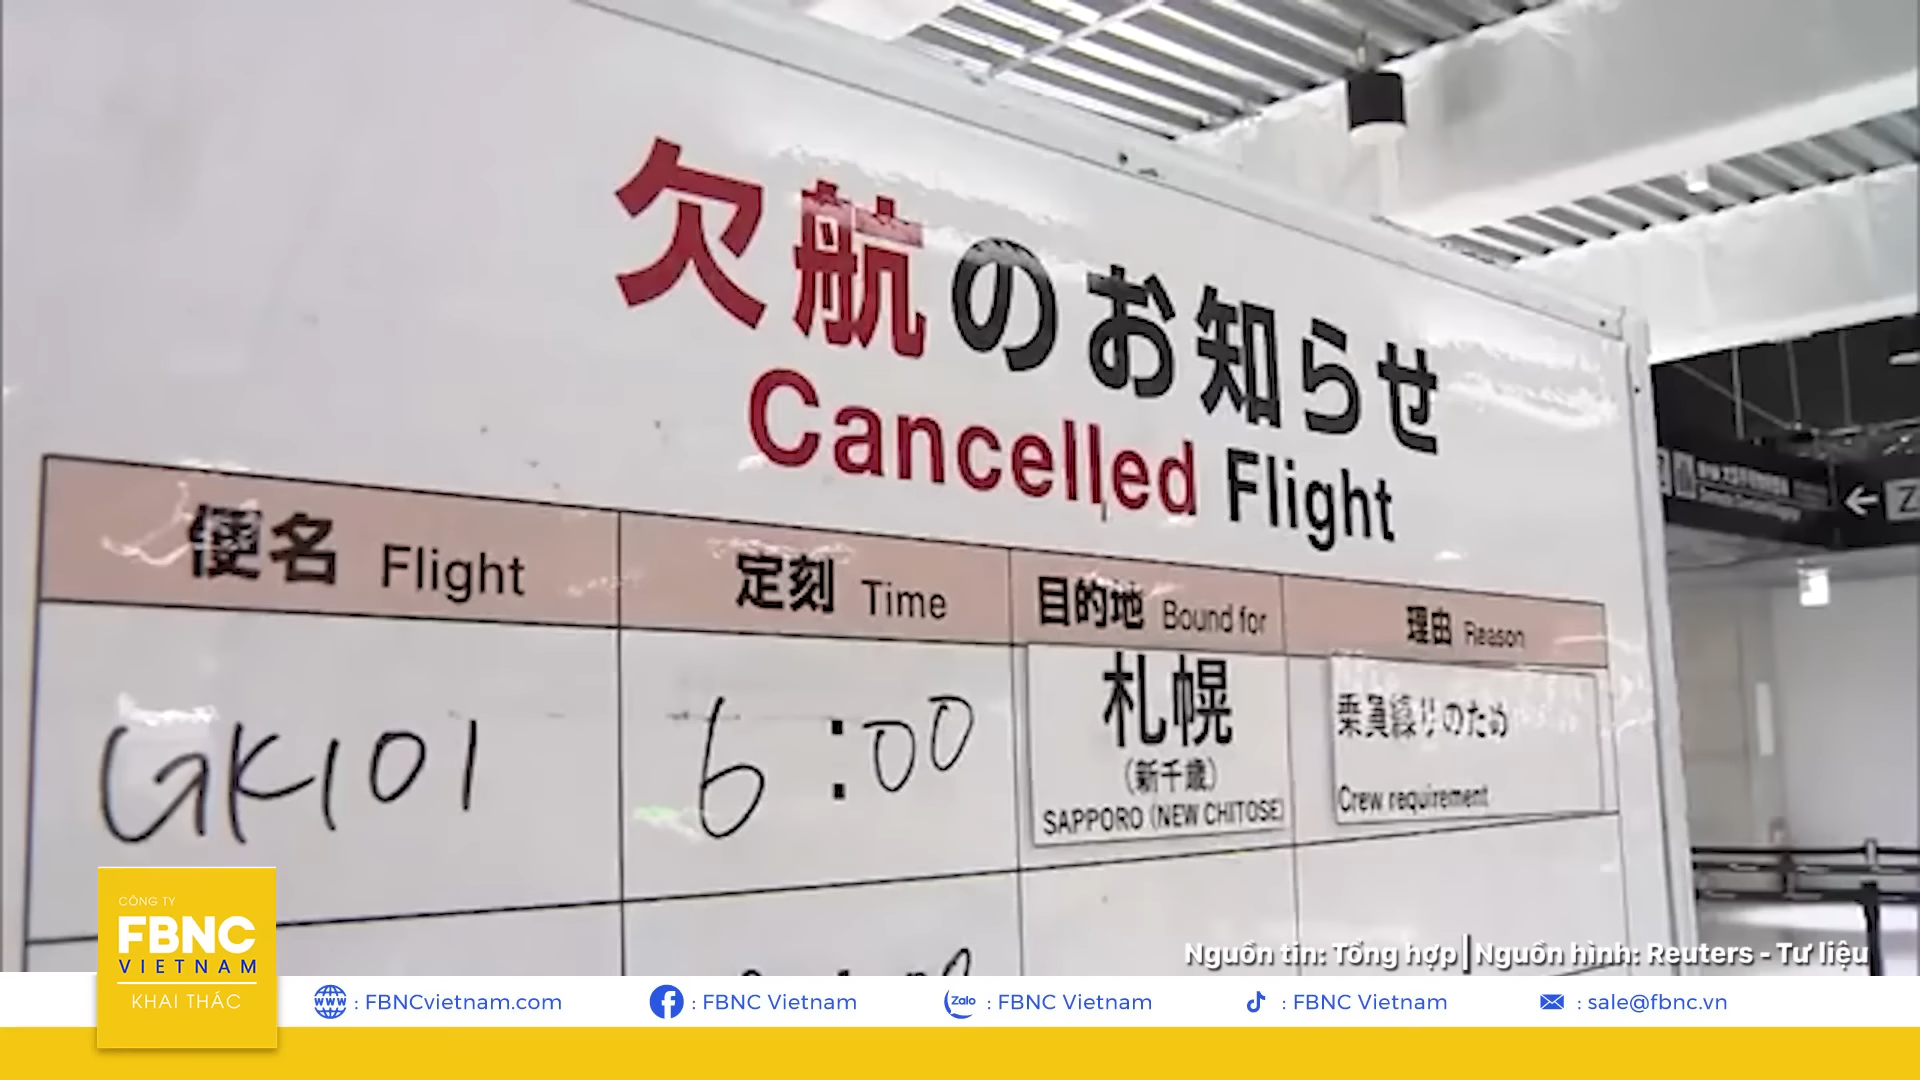 欠航のお知らせ
Cancelled Flight
便名 Flight
定刻 Time
目的地 Bound for
理由 Reason
GK101
6:00
札幌
(新千歳)
SAPPORO (NEW CHITOSE)
乗員繰りのため
Crew requirement
Z
Nguồn tin: Tổng hợp | Nguồn hình: Reuters - Tư liệu
CÔNG TY
FBNC
VIETNAM
KHAI THÁC
: FBNCvietnam.com
: FBNC Vietnam
Zalo : FBNC Vietnam
: FBNC Vietnam
: sale@fbnc.vn